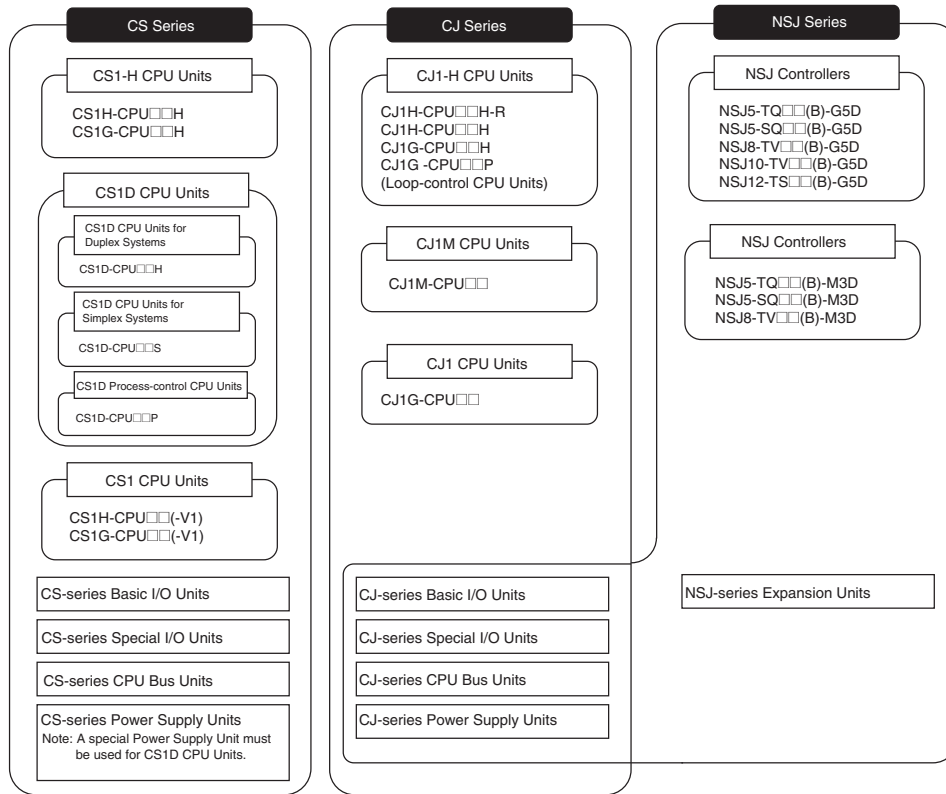 CS Series
CS1-H CPU Units
CS1H-CPU□□H
CS1G-CPU□□H
CS1D CPU Units
CS1D CPU Units for
Duplex Systems
CS1D-CPU□□H
CS1D CPU Units for
Simplex Systems
CS1D-CPU□□S
CS1D Process-control CPU Units
CS1D-CPU□□P
CS1 CPU Units
CS1H-CPU□□(-V1)
CS1G-CPU□□(-V1)
CS-series Basic I/O Units
CS-series Special I/O Units
CS-series CPU Bus Units
CS-series Power Supply Units
Note: A special Power Supply Unit must
be used for CS1D CPU Units.
CJ Series
CJ1-H CPU Units
CJ1H-CPU□□H-R
CJ1H-CPU□□H
CJ1G-CPU□□H
CJ1G -CPU□□P
(Loop-control CPU Units)
CJ1M CPU Units
CJ1M-CPU□□
CJ1 CPU Units
CJ1G-CPU□□
CJ-series Basic I/O Units
CJ-series Special I/O Units
CJ-series CPU Bus Units
CJ-series Power Supply Units
NSJ Series
NSJ Controllers
NSJ5-TQ□□(B)-G5D
NSJ5-SQ□□(B)-G5D
NSJ8-TV□□(B)-G5D
NSJ10-TV□□(B)-G5D
NSJ12-TS□□(B)-G5D
NSJ Controllers
NSJ5-TQ□□(B)-M3D
NSJ5-SQ□□(B)-M3D
NSJ8-TV□□(B)-M3D
NSJ-series Expansion Units